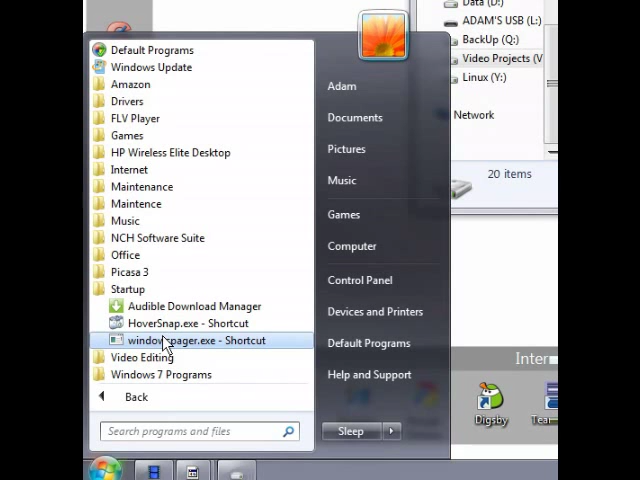 Default Programs
Windows Update
Amazon
Drivers
FLV Player
Games
HP Wireless Elite Desktop
Internet
Maintenance
Maintence
Music
NCH Software Suite
Office
Picasa 3
Startup
Audible Download Manager
HoverSnap.exe - Shortcut
windowspager.exe - Shortcut
Video Editing
Windows 7 Programs
Back
Search programs and files
Adam
Documents
Pictures
Music
Games
Computer
Control Panel
Devices and Printers
Default Programs
Help and Support
Sleep
Data (D:)
ADAM'S USB (L:)
BackUp (Q:)
Video Projects (V
Linux (Y:)
Network
20 items
Inter
Digsby
Tea